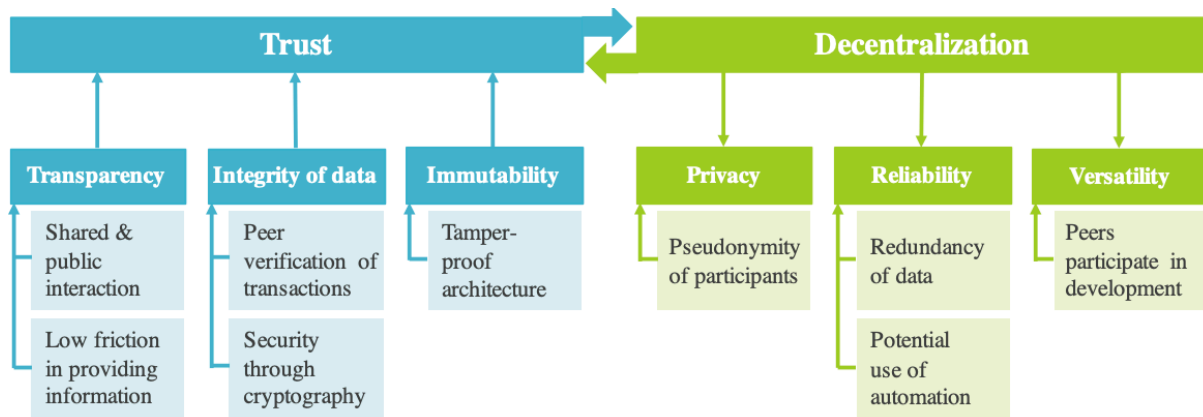 Trust
Decentralization
Transparency
Integrity of data
Immutability
Privacy
Reliability
Versatility
Shared &
public
interaction
Low friction
in providing
information
Peer
verification of
transactions
Security
through
cryptography
Tamper-
proof
architecture
Pseudonymity
of participants
Redundancy
of data
Potential
use of
automation
Peers
participate in
development